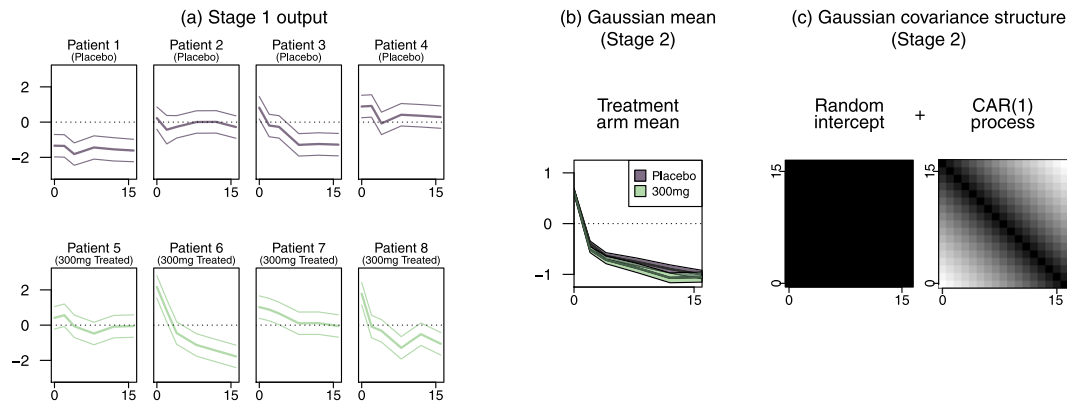 (a) Stage 1 output
Patient 1
(Placebo)
Patient 2
(Placebo)
Patient 3
(Placebo)
Patient 4
(Placebo)
2
0
−2
0
15
0
15
0
15
0
15
Patient 5
(300mg Treated)
Patient 6
(300mg Treated)
Patient 7
(300mg Treated)
Patient 8
(300mg Treated)
2
0
−2
0
15
0
15
0
15
0
15
(b) Gaussian mean
(Stage 2)
Treatment
arm mean
1
0
−1
Placebo
300mg
0
15
(c) Gaussian covariance structure
(Stage 2)
Random
intercept
+
CAR(1)
process
15
0
0
15
15
0
0
15